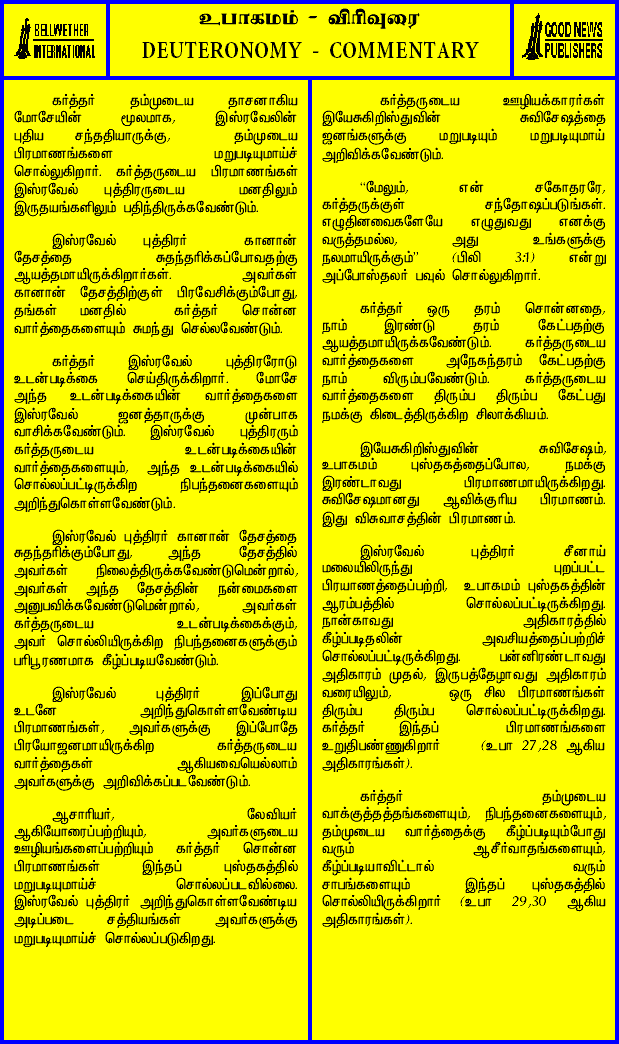 BELLWETHER
INTERNATIONAL
உபாகமம் - விரிவுரை
DEUTERONOMY - COMMENTARY
GOOD NEWS
PUBLISHERS
கர்த்தர் தம்முடைய தாசனாகிய
மோசேயின் மூலமாக, இஸ்ரவேலின்
புதிய சந்ததியாருக்கு, தம்முடைய
பிரமாணங்களை மறுபடியுமாய்ச்
சொல்லுகிறார். கர்த்தருடைய பிரமாணங்கள்
இஸ்ரவேல் புத்திரருடைய மனதிலும்
இருதயங்களிலும் பதிந்திருக்கவேண்டும்.
இஸ்ரவேல் புத்திரர் கானான்
தேசத்தை சுதந்தரிக்கப்போவதற்கு
ஆயத்தமாயிருக்கிறார்கள். அவர்கள்
கானான் தேசத்திற்குள் பிரவேசிக்கும்போது,
தங்கள் மனதில் கர்த்தர் சொன்ன
வார்த்தைகளையும் சுமந்து செல்லவேண்டும்.
கர்த்தர் இஸ்ரவேல் புத்திரரோடு
உடன்படிக்கை செய்திருக்கிறார். மோசே
அந்த உடன்படிக்கையின் வார்த்தைகளை
இஸ்ரவேல் ஜனத்தாருக்கு முன்பாக
வாசிக்கவேண்டும். இஸ்ரவேல் புத்திரரும்
கர்த்தருடைய உடன்படிக்கையின்
வார்த்தைகளையும், அந்த உடன்படிக்கையில்
சொல்லப்பட்டிருக்கிற நிபந்தனைகளையும்
அறிந்துகொள்ளவேண்டும்.
இஸ்ரவேல் புத்திரர் கானான் தேசத்தை
சுதந்தரிக்கும்போது, அந்த தேசத்தில்
அவர்கள் நிலைத்திருக்கவேண்டுமென்றால்,
அவர்கள் அந்த தேசத்தின் நன்மைகளை
அனுபவிக்கவேண்டுமென்றால், அவர்கள்
கர்த்தருடைய உடன்படிக்கைக்கும்,
அவர் சொல்லியிருக்கிற நிபந்தனைகளுக்கும்
பரிபூரணமாக கீழ்ப்படியவேண்டும்.
இஸ்ரவேல் புத்திரர் இப்போது
உடனே அறிந்துகொள்ளவேண்டிய
பிரமாணங்கள், அவர்களுக்கு இப்போதே
பிரயோஜனமாயிருக்கிற கர்த்தருடைய
வார்த்தைகள் ஆகியவையெல்லாம்
அவர்களுக்கு அறிவிக்கப்படவேண்டும்.
ஆசாரியர், லேவியர்
ஆகியோரைப்பற்றியும், அவர்களுடைய
ஊழியங்களைப்பற்றியும் கர்த்தர் சொன்ன
பிரமாணங்கள் இந்தப் புஸ்தகத்தில்
மறுபடியுமாய்ச் சொல்லப்படவில்லை.
இஸ்ரவேல் புத்திரர் அறிந்துகொள்ளவேண்டிய
அடிப்படை சத்தியங்கள் அவர்களுக்கு
மறுபடியுமாய்ச் சொல்லப்படுகிறது.
கர்த்தருடைய ஊழியக்காரர்கள்
இயேசுகிறிஸ்துவின் சுவிசேஷத்தை
ஜனங்களுக்கு மறுபடியும் மறுபடியுமாய்
அறிவிக்கவேண்டும்.
“மேலும், என் சகோதரரே,
கர்த்தருக்குள் சந்தோஷப்படுங்கள்.
எழுதினவைகளேயே எழுதுவது எனக்கு
வருத்தமல்ல, அது உங்களுக்கு
நலமாயிருக்கும்” (பிலி 3:1) என்று
அப்போஸ்தலர் பவுல் சொல்லுகிறார்.
கர்த்தர் ஒரு தரம் சொன்னதை,
நாம் இரண்டு தரம் கேட்பதற்கு
ஆயத்தமாயிருக்கவேண்டும். கர்த்தருடைய
வார்த்தைகளை அநேகந்தரம் கேட்பதற்கு
நாம் விரும்பவேண்டும். கர்த்தருடைய
வார்த்தைகளை திரும்ப திரும்ப கேட்பது
நமக்கு கிடைத்திருக்கிற சிலாக்கியம்.
இயேசுகிறிஸ்துவின் சுவிசேஷம்,
உபாகமம் புஸ்தகத்தைப்போல, நமக்கு
இரண்டாவது பிரமாணமாயிருக்கிறது.
சுவிசேஷமானது ஆவிக்குரிய பிரமாணம்.
இது விசுவாசத்தின் பிரமாணம்.
இஸ்ரவேல் புத்திரர் சீனாய்
மலையிலிருந்து புறப்பட்ட
பிரயாணத்தைப்பற்றி, உபாகமம் புஸ்தகத்தின்
ஆரம்பத்தில் சொல்லப்பட்டிருக்கிறது.
நான்காவது அதிகாரத்தில்
கீழ்ப்படிதலின் அவசியத்தைப்பற்றிச்
சொல்லப்பட்டிருக்கிறது. பன்னிரண்டாவது
அதிகாரம் முதல், இருபத்தேழாவது அதிகாரம்
வரையிலும், ஒரு சில பிரமாணங்கள்
திரும்ப திரும்ப சொல்லப்பட்டிருக்கிறது.
கர்த்தர் இந்தப் பிரமாணங்களை
உறுதிபண்ணுகிறார் (உபா 27,28 ஆகிய
அதிகாரங்கள்).
கர்த்தர் தம்முடைய
வாக்குத்தத்தங்களையும், நிபந்தனைகளையும்,
தம்முடைய வார்த்தைக்கு கீழ்ப்படியும்போது
வரும் ஆசீர்வாதங்களையும்,
கீழ்ப்படியாவிட்டால் வரும்
சாபங்களையும் இந்தப் புஸ்தகத்தில்
சொல்லியிருக்கிறார் (உபா 29,30 ஆகிய
அதிகாரங்கள்).